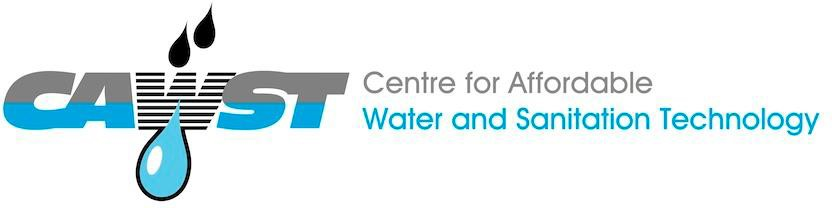 CAWST
Centre for Affordable
Water and Sanitation Technology